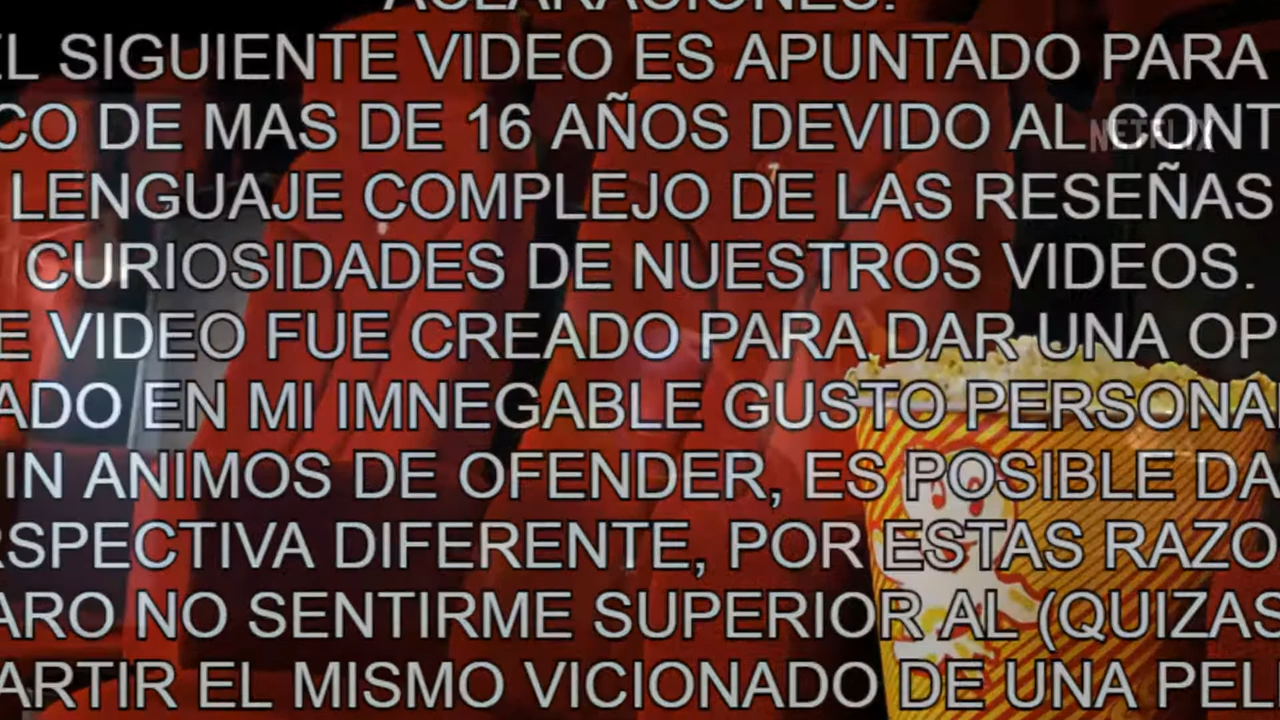 ACLARACIONES:
EL SIGUIENTE VIDEO ES APUNTADO PARA
CO DE MAS DE 16 AÑOS DEVIDO AL CONT
NETFLIX
LENGUAJE COMPLEJO DE LAS RESEÑAS
CURIOSIDADES DE NUESTROS VIDEOS.
E VIDEO FUE CREADO PARA DAR UNA OP
ADO EN MI IMNEGABLE GUSTO PERSONAL
IN ANIMOS DE OFENDER, ES POSIBLE DA
RSPECTIVA DIFERENTE, POR ESTAS RAZO
ARO NO SENTIRME SUPERIOR AL (QUIZAS
ARTIR EL MISMO VICIONADO DE UNA PEL